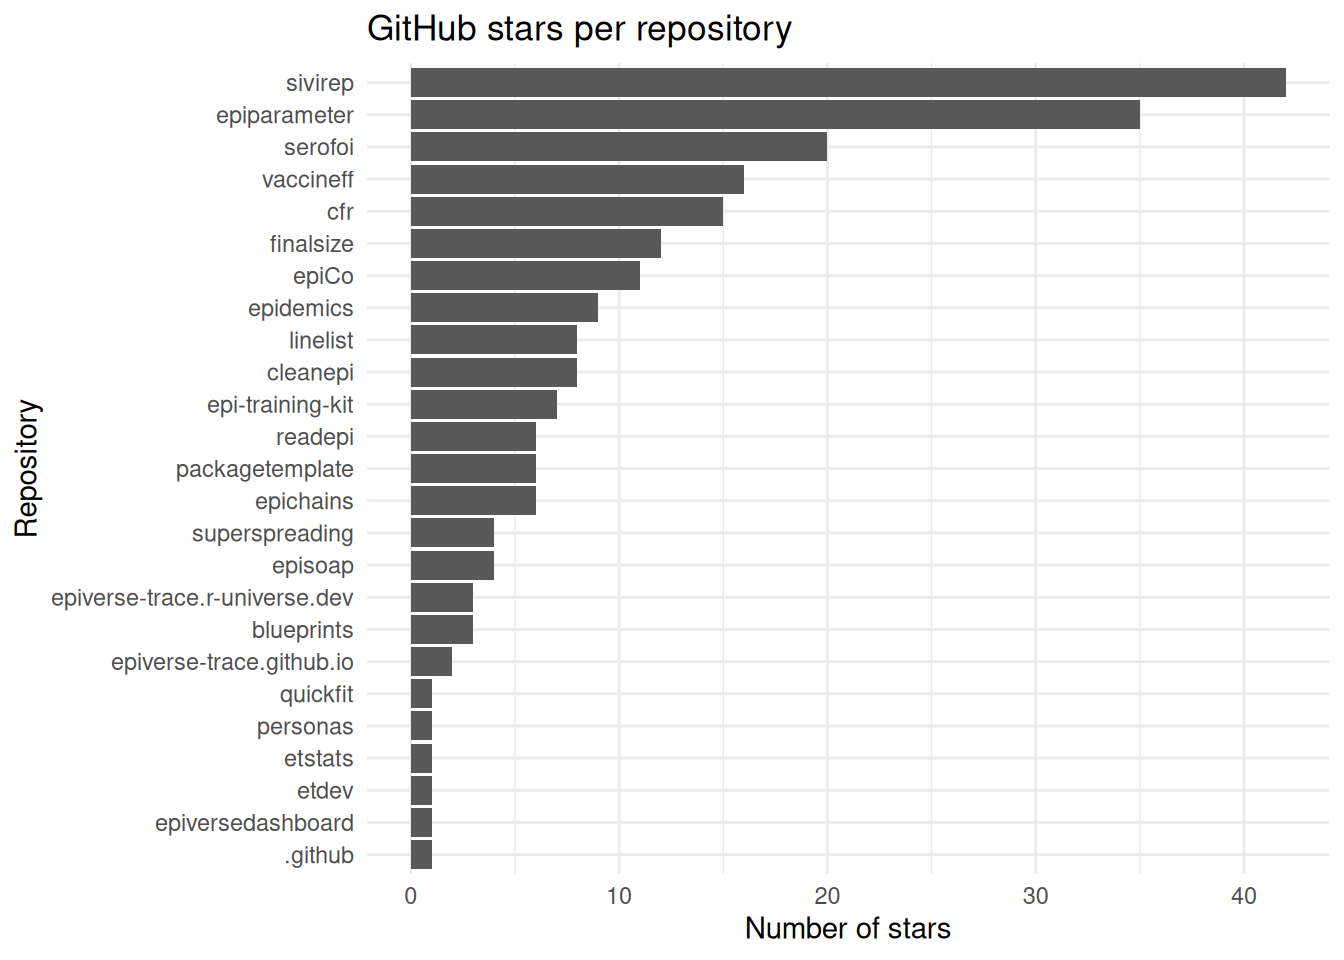 GitHub stars per repository
sivirep
epiparameter
serofoi
vaccineff
cfr
finalsize
epiCo
epidemics
linelist
cleanepi
epi-training-kit
readepi
packagetemplate
epichains
superspreading
episoap
epiverse-trace.r-universe.dev
blueprints
epiverse-trace.github.io
quickfit
personas
etstats
etdev
epiversedashboard
.github
Repository
0 10 20 30 40
Number of stars